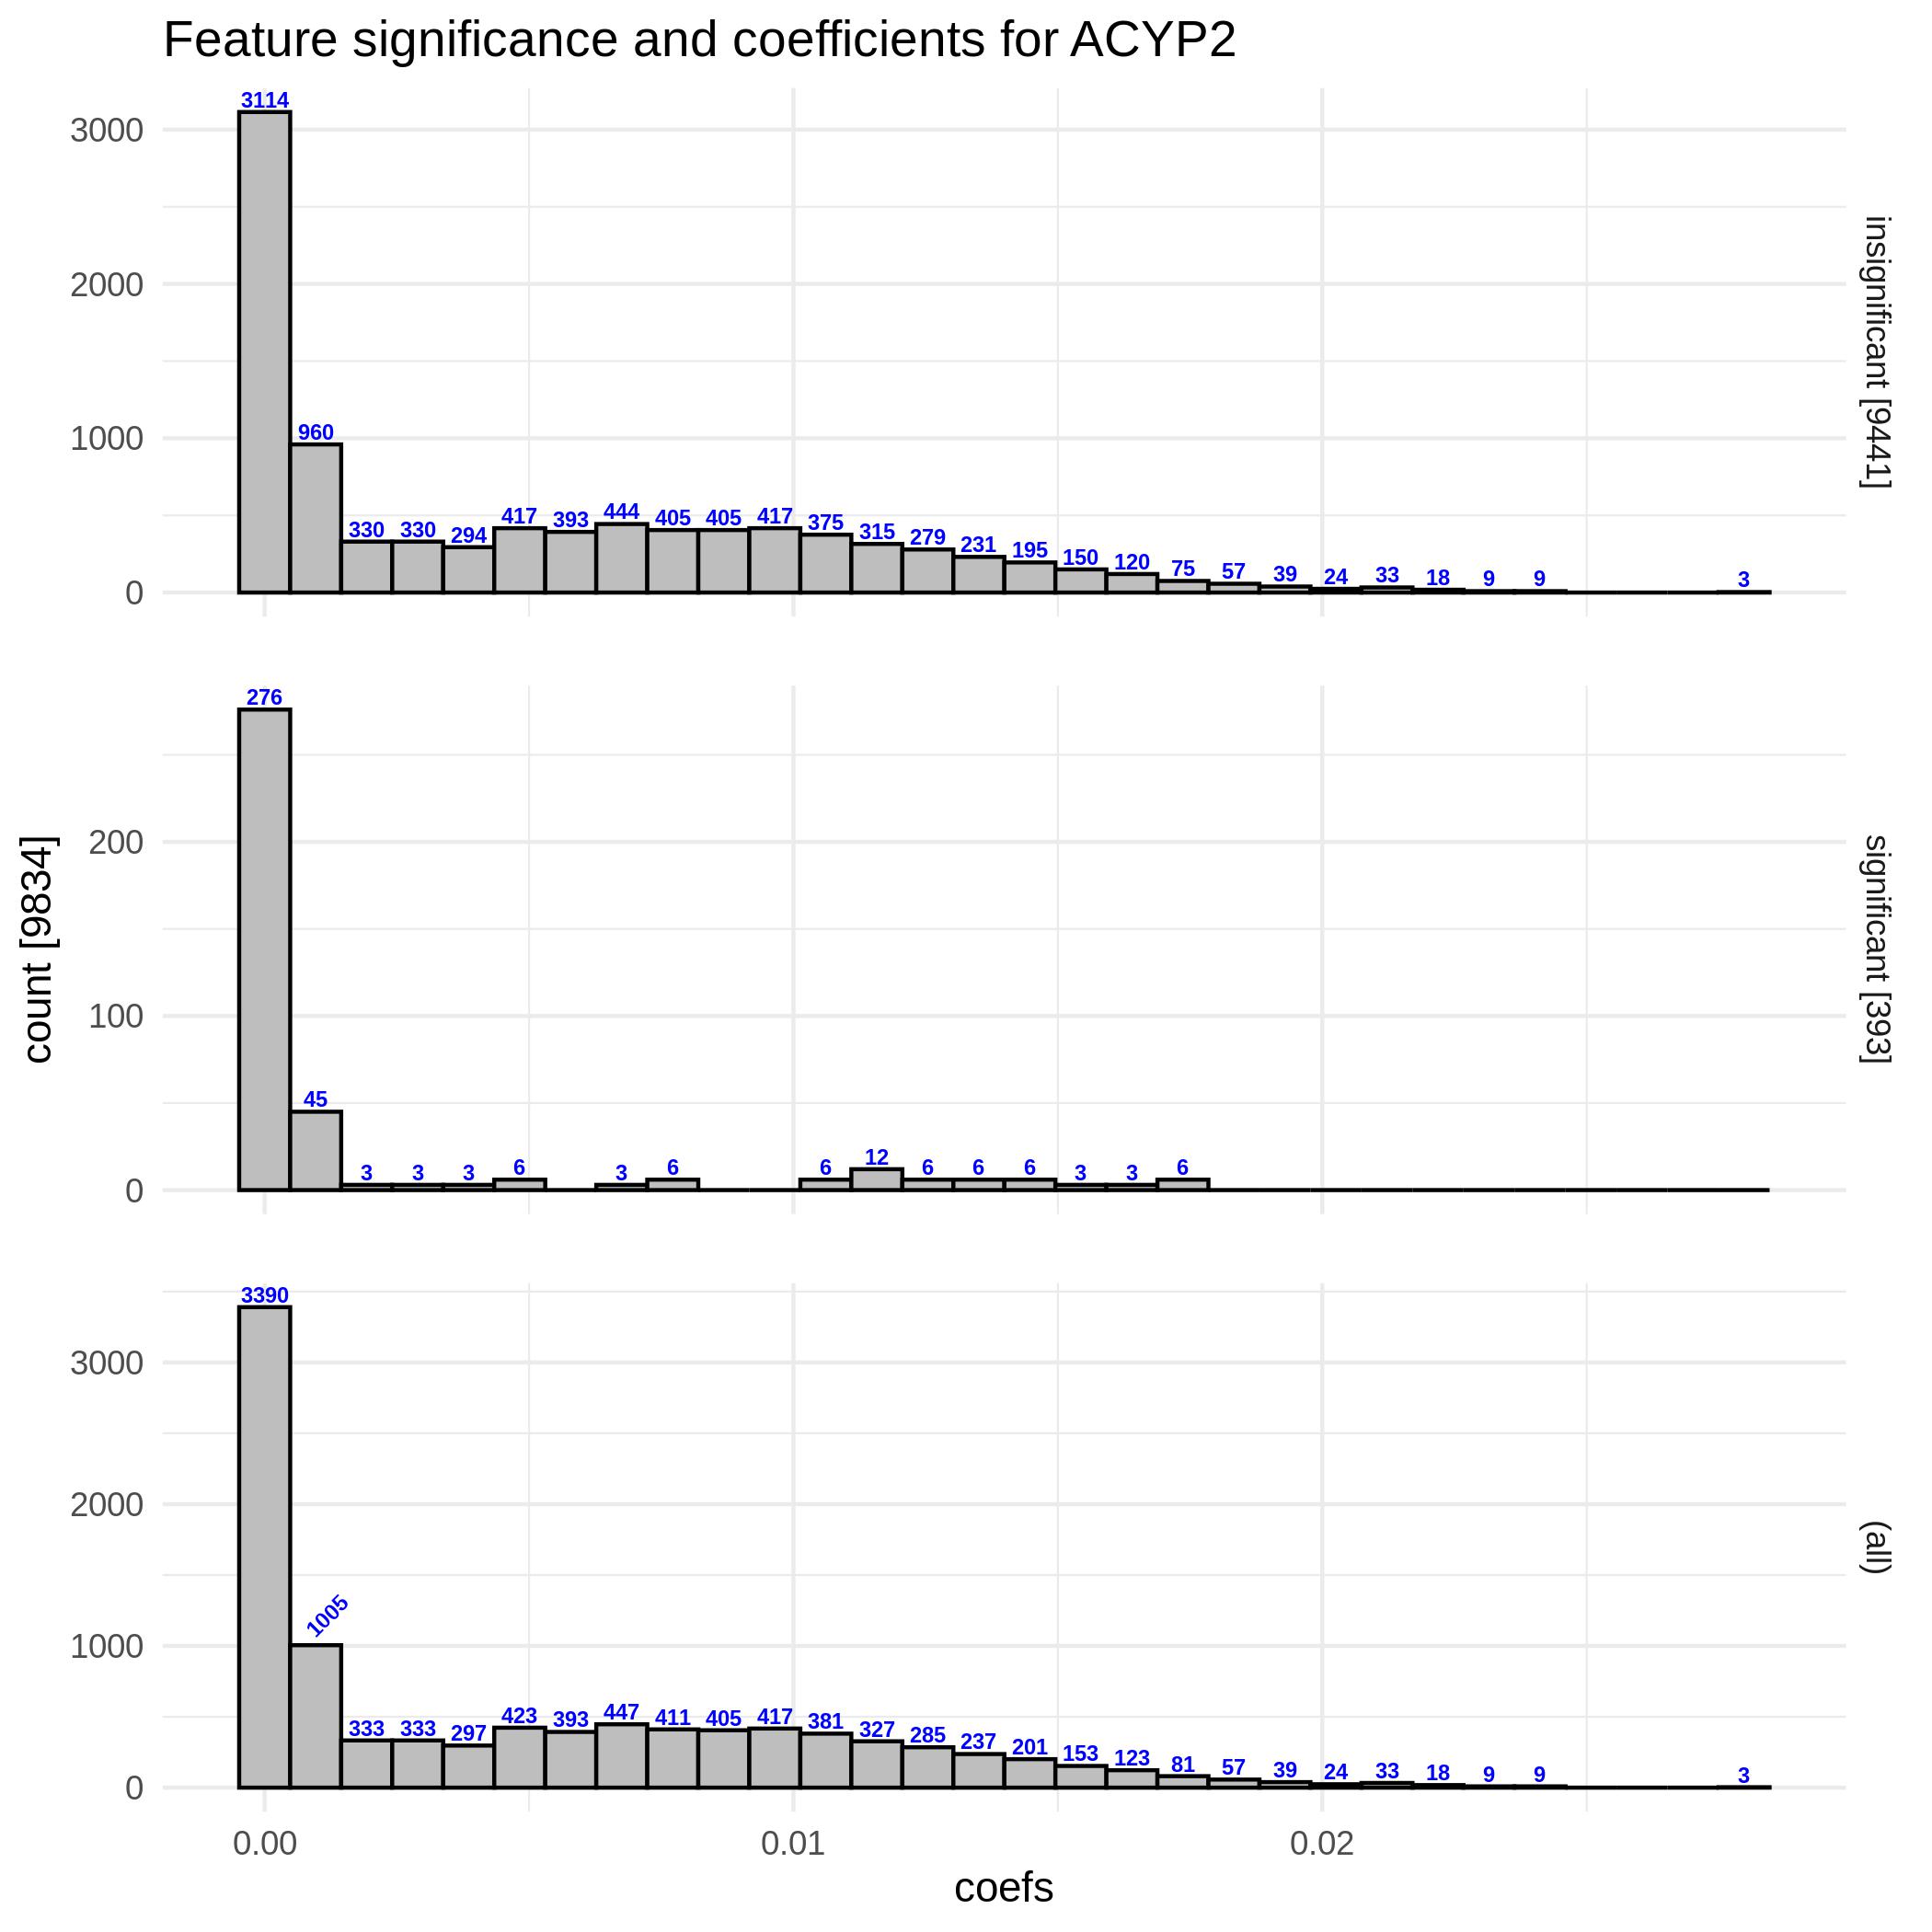 Feature significance and coefficients for ACYP2
3114
3000
2000
1000
960
330 330 294 417 393 444 405 405 417 375 315 279 231 195 150 120 75 57 39 24 33 18 9 9 3
0
insignificant [9441]
276
200
100
45
3 3 3 6 3 6 6 12 6 6 6 3 3 6
0
significant [393]
count [9834]
3390
3000
2000
1005
1000
333 333 297 423 393 447 411 405 417 381 327 285 237 201 153 123 81 57 39 24 33 18 9 9 3
0
(all)
0.00 0.01 0.02
coefs